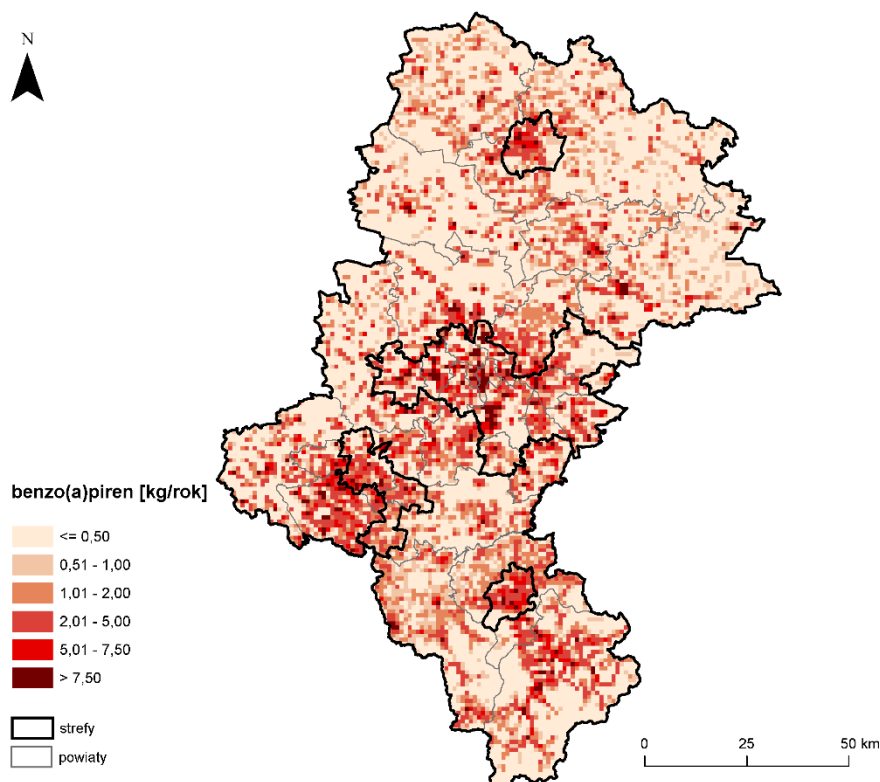 N
benzo(a)piren [kg/rok]
<= 0,50
0,51 - 1,00
1,01 - 2,00
2,01 - 5,00
5,01 - 7,50
> 7,50
strefy
powiaty
0 25 50 km